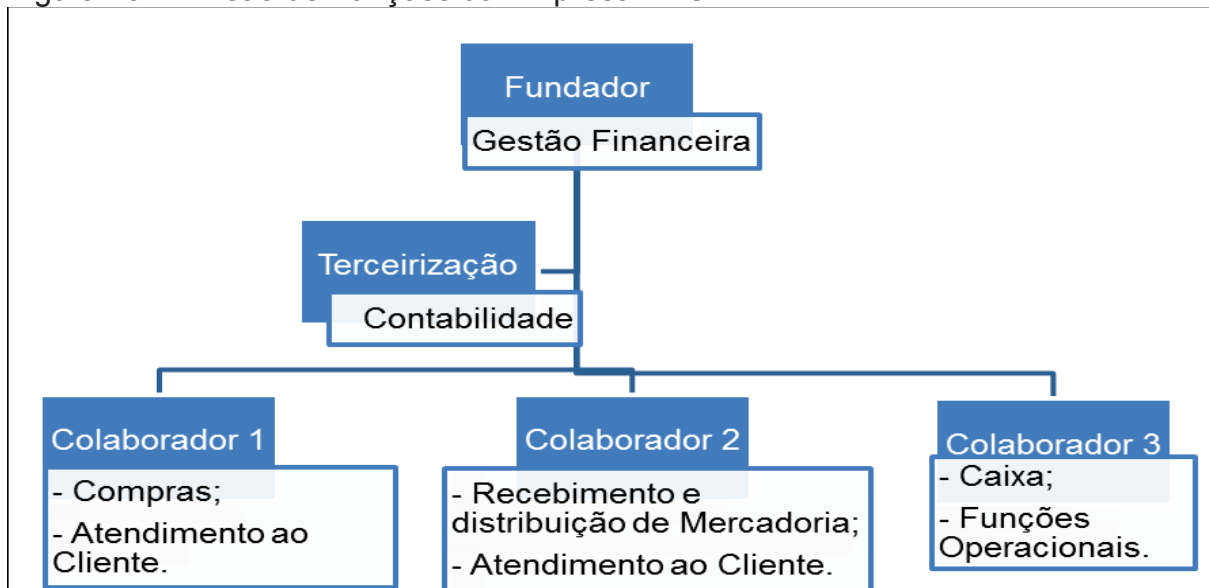 Fundador
Gestão Financeira
Terceirização
Contabilidade
Colaborador 1
- Compras;
- Atendimento ao
Cliente.
Colaborador 2
- Recebimento e
distribuição de Mercadoria;
- Atendimento ao Cliente.
Colaborador 3
- Caixa;
- Funções
Operacionais.